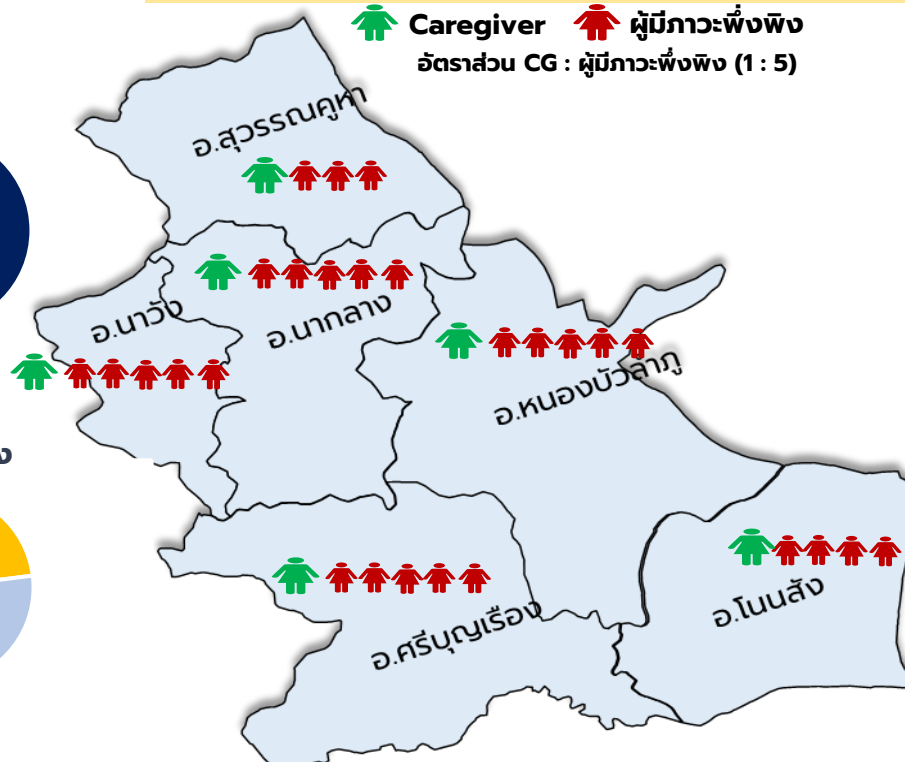 Caregiver ผู้มีภาวะพึ่งพิง
อัตราส่วน CG : ผู้มีภาวะพึ่งพิง (1 : 5)
อ.สุวรรณคูหา
อ.นาวัง
อ.นากลาง
อ.หนองบัวลำภู
อ.ศรีบุญเรือง
อ.โนนสัง